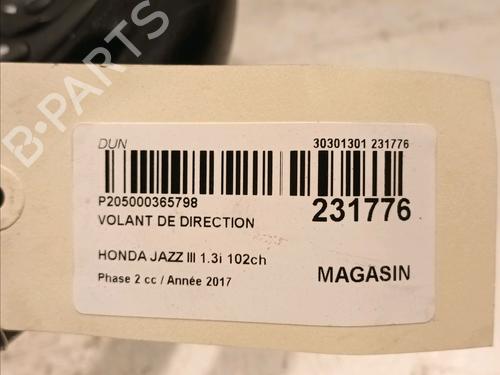 B-PARTS
DUN 30301301 231776
P205000365798 231776
VOLANT DE DIRECTION
HONDA JAZZ III 1.3i 102ch
MAGASIN
Phase 2 cc / Année 2017